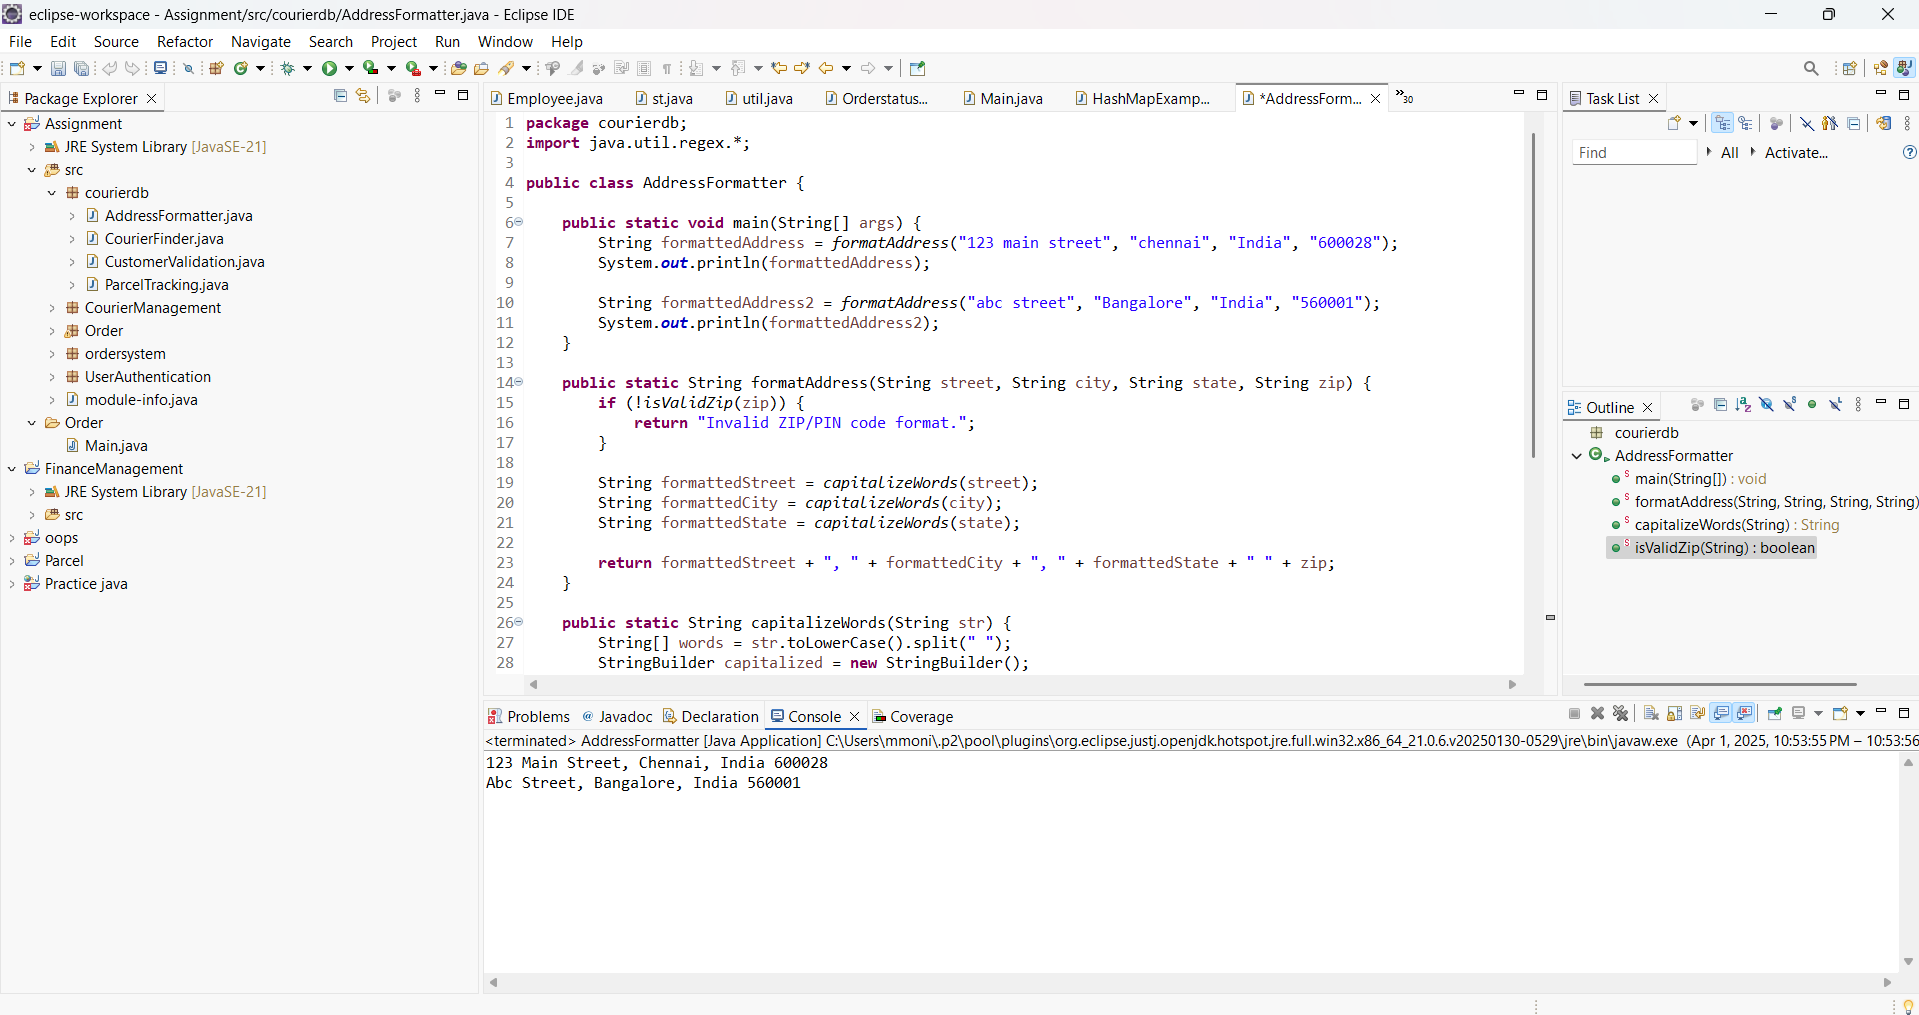 eclipse-workspace - Assignment/src/courierdb/AddressFormatter.java - Eclipse IDE
File Edit Source Refactor Navigate Search Project Run Window Help
Package Explorer
Assignment
JRE System Library [JavaSE-21]
src
courierdb
AddressFormatter.java
CourierFinder.java
CustomerValidation.java
ParcelTracking.java
CourierManagement
Order
ordersystem
UserAuthentication
module-info.java
Order
Main.java
FinanceManagement
JRE System Library [JavaSE-21]
src
oops
Parcel
Practice java
Employee.java st.java util.java Orderstatus... Main.java HashMapExamp... *AddressForm... »30
1 package courierdb;
2 import java.util.regex.*;
3
4 public class AddressFormatter {
5
6 public static void main(String[] args) {
7 String formattedAddress = formatAddress("123 main street", "chennai", "India", "600028");
8 System.out.println(formattedAddress);
9
10 String formattedAddress2 = formatAddress("abc street", "Bangalore", "India", "560001");
11 System.out.println(formattedAddress2);
12 }
13
14 public static String formatAddress(String street, String city, String state, String zip) {
15 if (!isValidZip(zip)) {
16 return "Invalid ZIP/PIN code format.";
17 }
18
19 String formattedStreet = capitalizeWords(street);
20 String formattedCity = capitalizeWords(city);
21 String formattedState = capitalizeWords(state);
22
23 return formattedStreet + ", " + formattedCity + ", " + formattedState + " " + zip;
24 }
25
26 public static String capitalizeWords(String str) {
27 String[] words = str.toLowerCase().split(" ");
28 StringBuilder capitalized = new StringBuilder();
Task List
Find All Activate...
Outline
courierdb
AddressFormatter
main(String[]) : void
formatAddress(String, String, String, String)
capitalizeWords(String) : String
isValidZip(String) : boolean
Problems Javadoc Declaration Console Coverage
<terminated> AddressFormatter [Java Application] C:\Users\mmoni\.p2\pool\plugins\org.eclipse.justj.openjdk.hotspot.jre.full.win32.x86_64_21.0.6.v20250130-0529\jre\bin\javaw.exe (Apr 1, 2025, 10:53:55 PM – 10:53:56
123 Main Street, Chennai, India 600028
Abc Street, Bangalore, India 560001